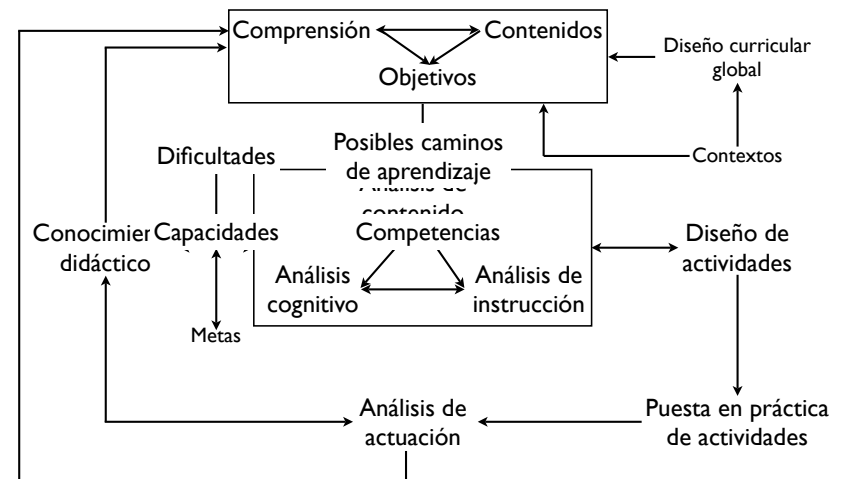 Comprensión
Contenidos
Objetivos
Diseño curricular
global
Posibles caminos
de aprendizaje
Dificultades
Contextos
contenido
Capacidades
Competencias
didáctico
Diseño de
actividades
Análisis
cognitivo
Análisis de
instrucción
Metas
Análisis de
actuación
Puesta en práctica
de actividades